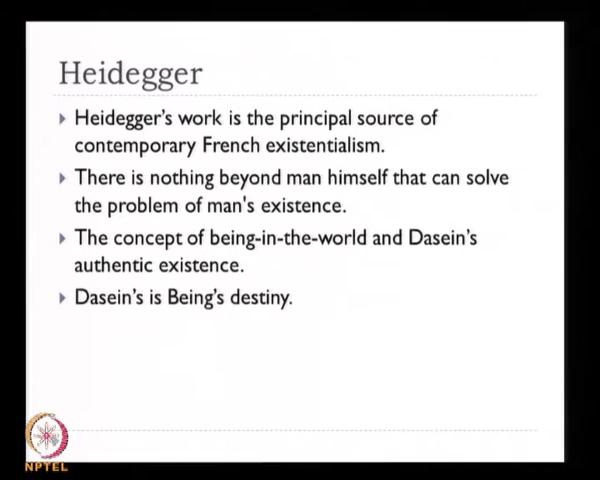 Heidegger
Heidegger's work is the principal source of
contemporary French existentialism.
There is nothing beyond man himself that can solve
the problem of man's existence.
The concept of being-in-the-world and Dasein's
authentic existence.
Dasein's is Being's destiny.
NPTEL